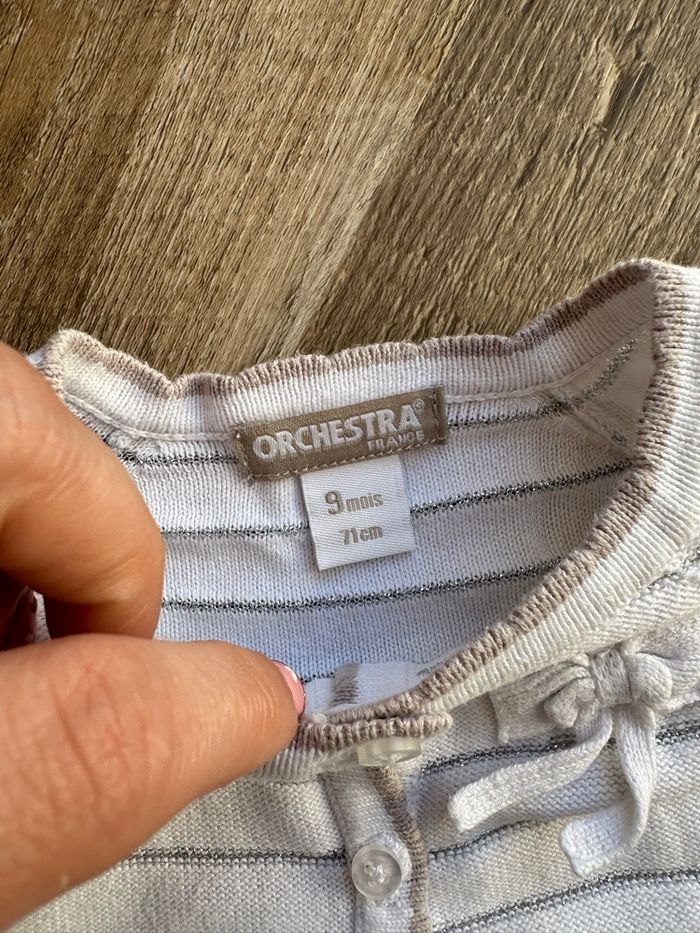 ORCHESTRA®
FRANCE
9 mois
71cm